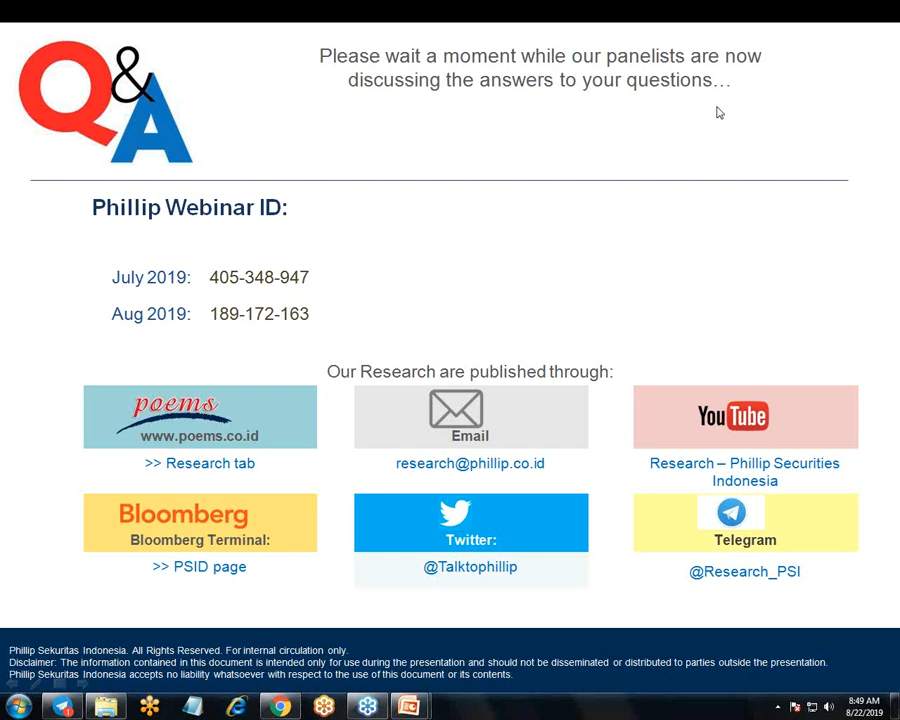 Q&A
Please wait a moment while our panelists are now
discussing the answers to your questions…
Phillip Webinar ID:
July 2019: 405-348-947
Aug 2019: 189-172-163
Our Research are published through:
poems
www.poems.co.id
>> Research tab
Email
research@phillip.co.id
YouTube
Research – Phillip Securities
Indonesia
Bloomberg
Bloomberg Terminal:
>> PSID page
Twitter:
@Talktophillip
Telegram
@Research_PSI
Phillip Sekuritas Indonesia. All Rights Reserved. For internal circulation only.
Disclaimer: The information contained in this document is intended only for use during the presentation and should not be disseminated or distributed to parties outside the presentation.
Phillip Sekuritas Indonesia accepts no liability whatsoever with respect to the use of this document or its contents.
8:49 AM
8/22/2019